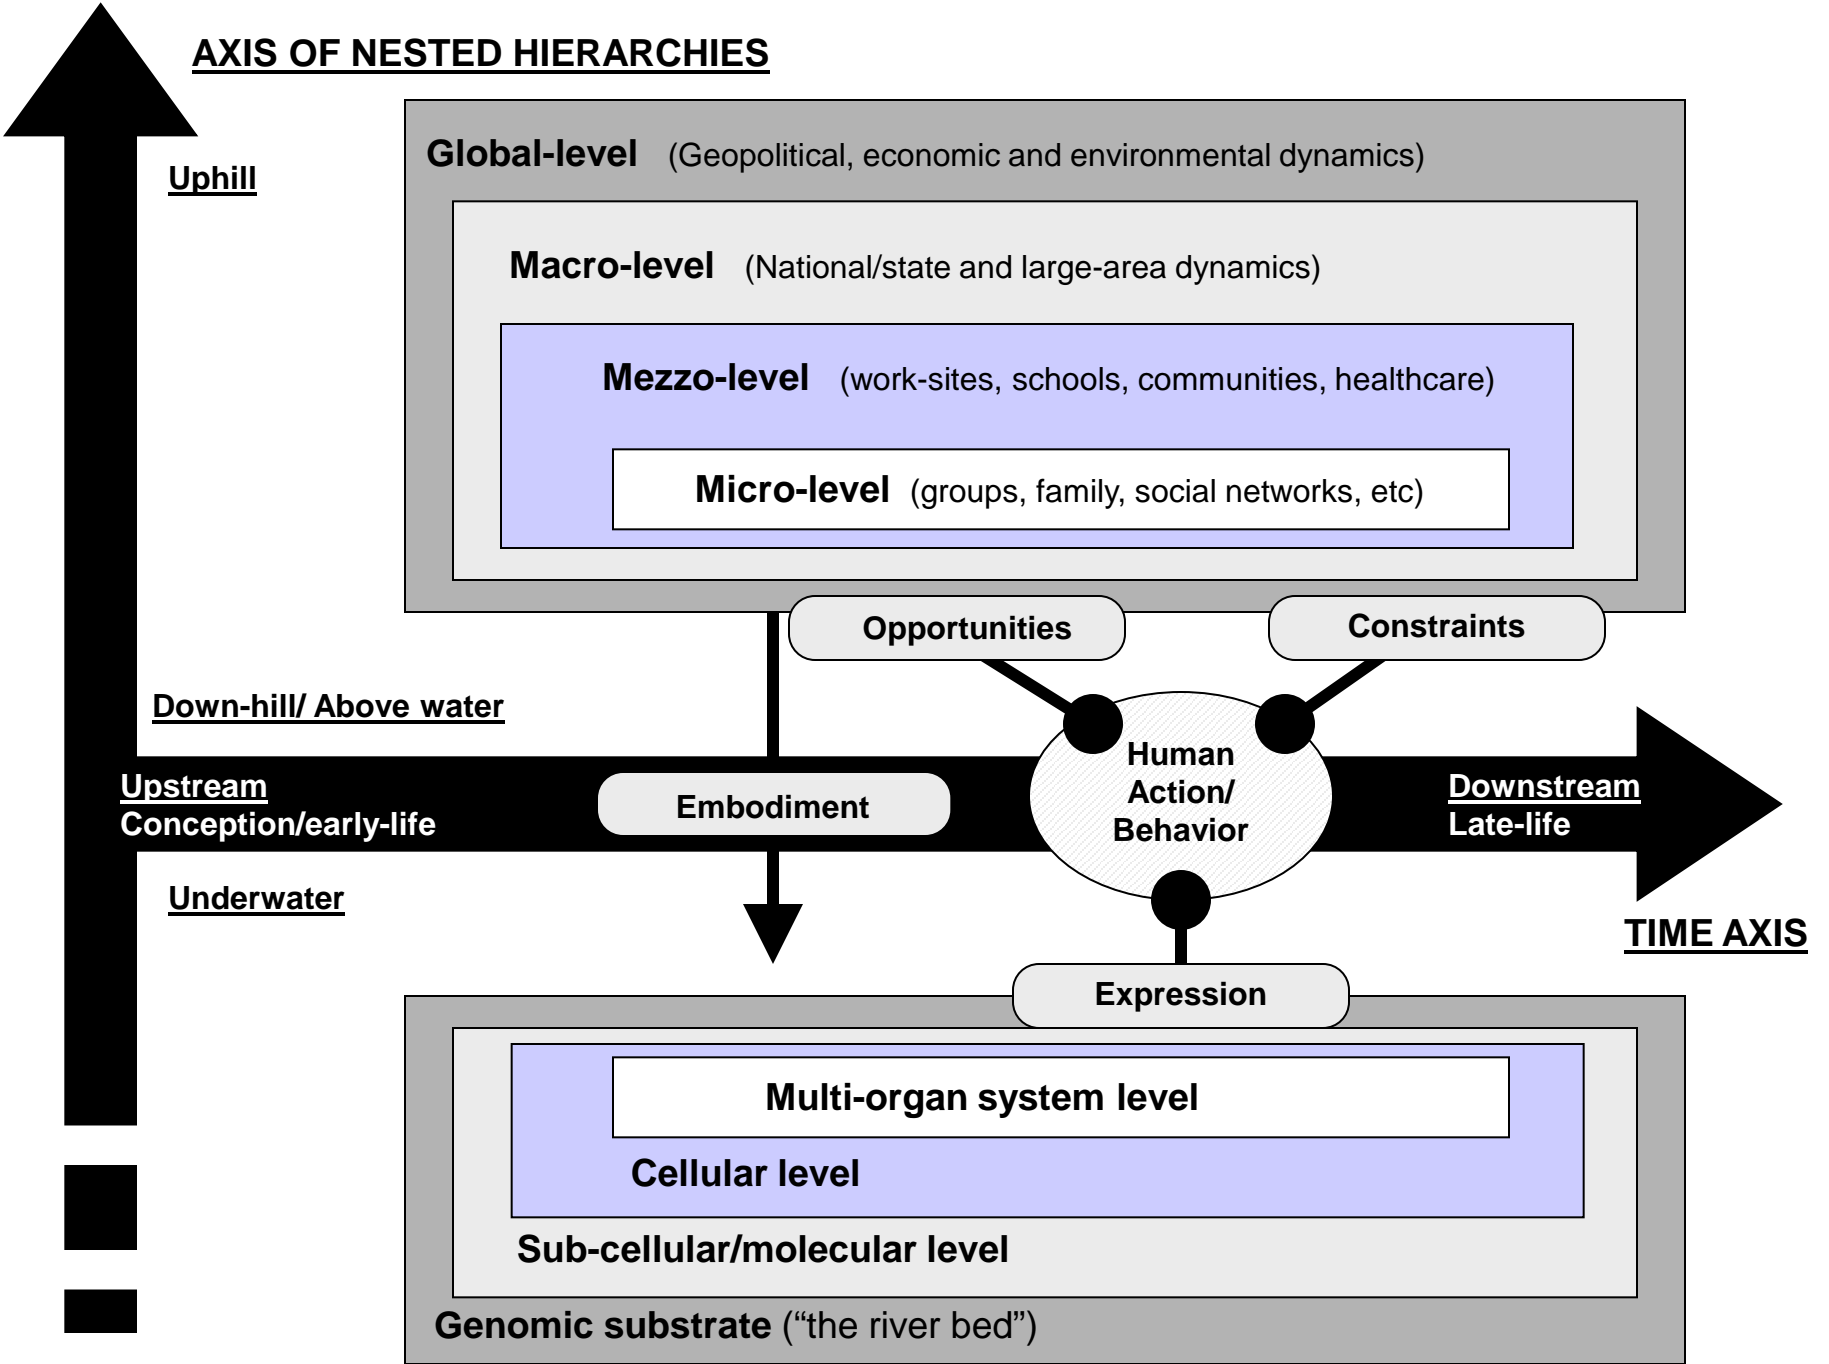 AXIS OF NESTED HIERARCHIES
Uphill
Global-level (Geopolitical, economic and environmental dynamics)
Macro-level (National/state and large-area dynamics)
Mezzo-level (work-sites, schools, communities, healthcare)
Micro-level (groups, family, social networks, etc)
Opportunities
Constraints
Down-hill/ Above water
Upstream
Conception/early-life
Embodiment
Human
Action/
Behavior
Downstream
Late-life
Underwater
TIME AXIS
Expression
Multi-organ system level
Cellular level
Sub-cellular/molecular level
Genomic substrate (“the river bed”)